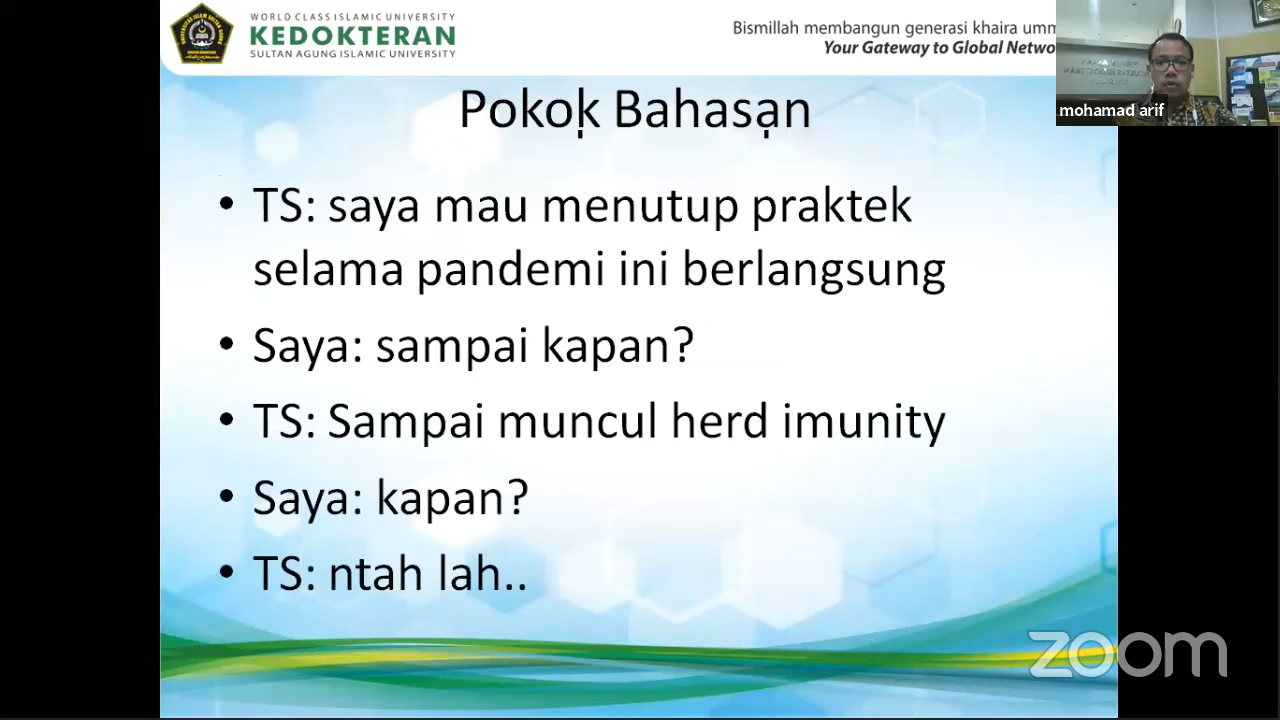 WORLD CLASS ISLAMIC UNIVERSITY
KEDOKTERAN
SULTAN AGUNG ISLAMIC UNIVERSITY
Bismillah membangun generasi khaira umm
Your Gateway to Global Netwo
mohamad arif
Pokok Bahasan
• TS: saya mau menutup praktek
selama pandemi ini berlangsung
• Saya: sampai kapan?
• TS: Sampai muncul herd imunity
• Saya: kapan?
• TS: ntah lah..
zoom